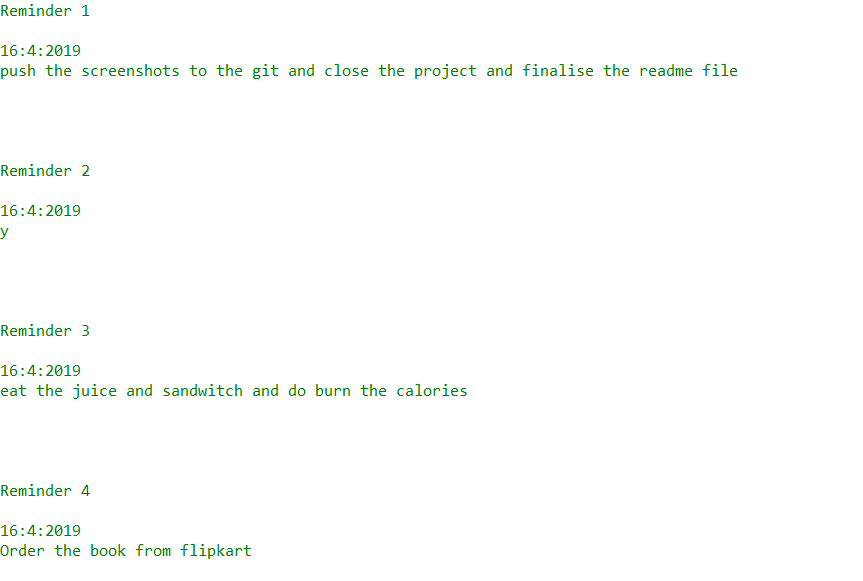 Reminder 1
16:4:2019
push the screenshots to the git and close the project and finalise the readme file
Reminder 2
16:4:2019
y
Reminder 3
16:4:2019
eat the juice and sandwitch and do burn the calories
Reminder 4
16:4:2019
Order the book from flipkart